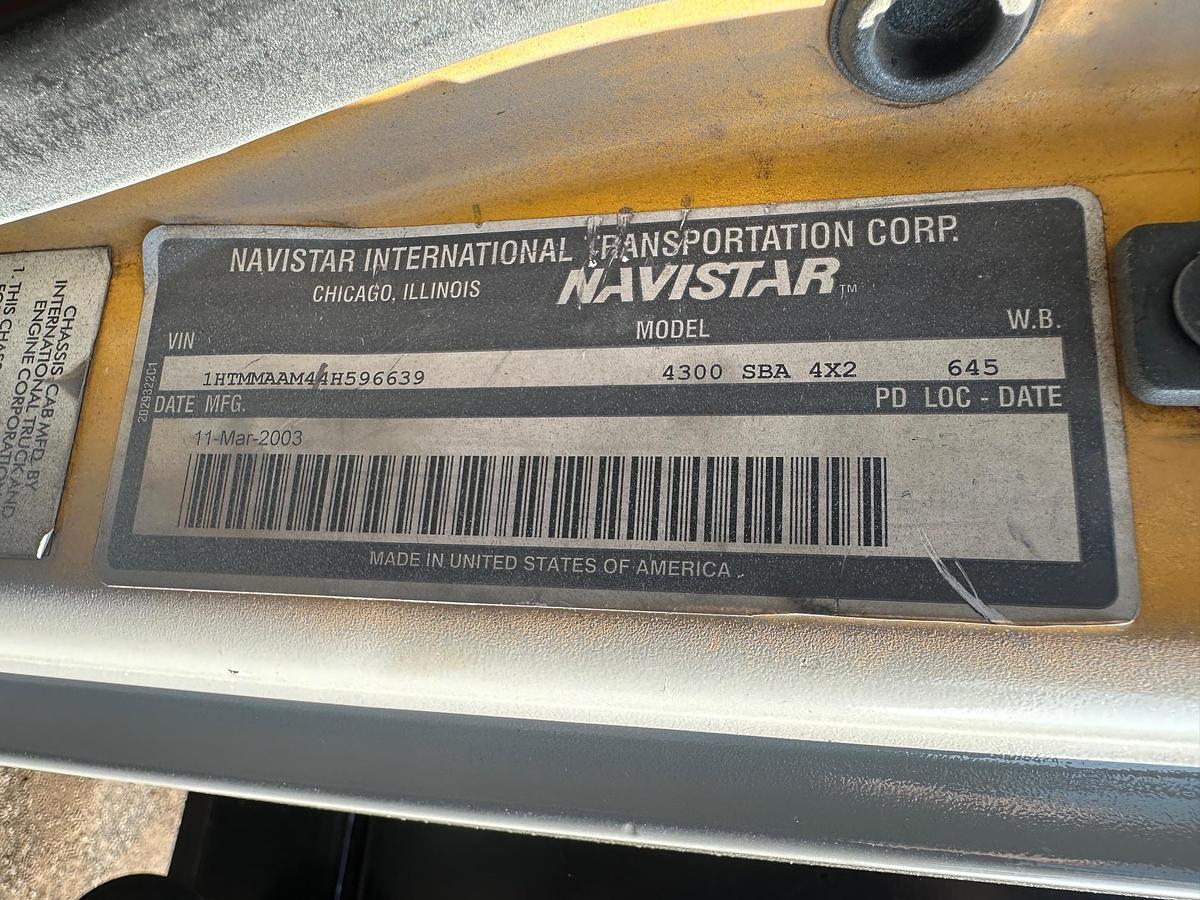 NAVISTAR INTERNATIONAL TRANSPORTATION CORP.
CHICAGO, ILLINOIS
NAVISTAR™
VIN MODEL W.B.
1HTMMAAM44H596639 4300 SBA 4X2 645
DATE MFG. PD LOC - DATE
11-Mar-2003
MADE IN UNITED STATES OF AMERICA
2029322C1
CHASSIS CAB MFD. BY
INTERNATIONAL TRUCK AND
ENGINE CORPORATION
1. THIS CHAS